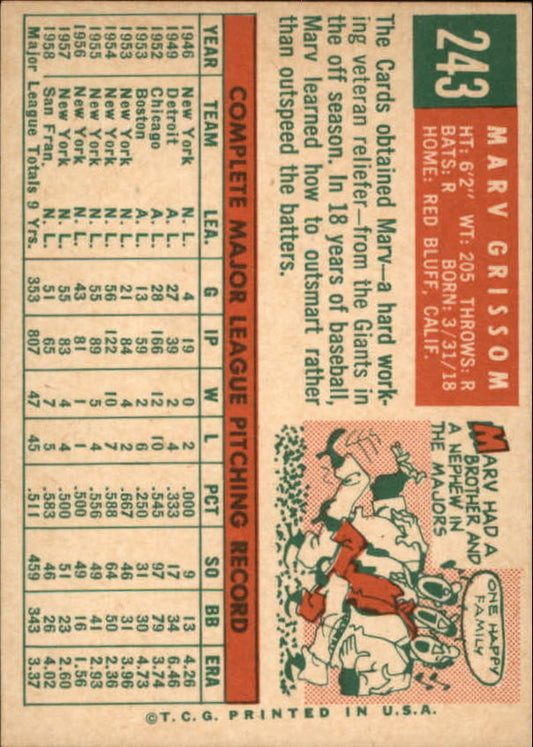 243
MARV GRISSOM
HT: 6'2" WT: 205 THROWS: R
BATS: R BORN: 3/31/18
HOME: RED BLUFF, CALIF.
The Cards obtained Marv—a hard work-
ing veteran reliefer—from the Giants in
the off season. In 18 years of baseball,
Marv learned how to outsmart rather
than outspeed the batters.
MARV HAD A
BROTHER AND
A NEPHEW IN
THE MAJORS
ONE HAPPY
FAMILY
COMPLETE MAJOR LEAGUE PITCHING RECORD
YEAR TEAM LEA. G IP W L PCT SO BB ERA
1946 New York N. L. 4 19 0 2 .000 9 13 4.26
1949 Detroit A. L. 27 39 2 4 .333 17 34 6.46
1952 Chicago A. L. 28 166 12 10 .545 97 79 3.74
1953 Boston A. L. 13 59 2 6 .250 31 30 4.73
1953 New York N. L. 21 84 4 2 .667 46 31 3.96
1954 New York N. L. 56 122 10 7 .588 64 50 2.36
1955 New York N. L. 55 89 5 4 .556 49 41 2.93
1956 New York N. L. 43 81 1 1 .500 49 16 1.56
1957 New York N. L. 55 83 4 4 .500 51 23 2.60
1958 San Fran. N. L. 51 65 7 5 .583 46 26 4.02
Major League Totals 9 Yrs. 353 807 47 45 .511 459 343 3.37
©T.C.G. PRINTED IN U.S.A.